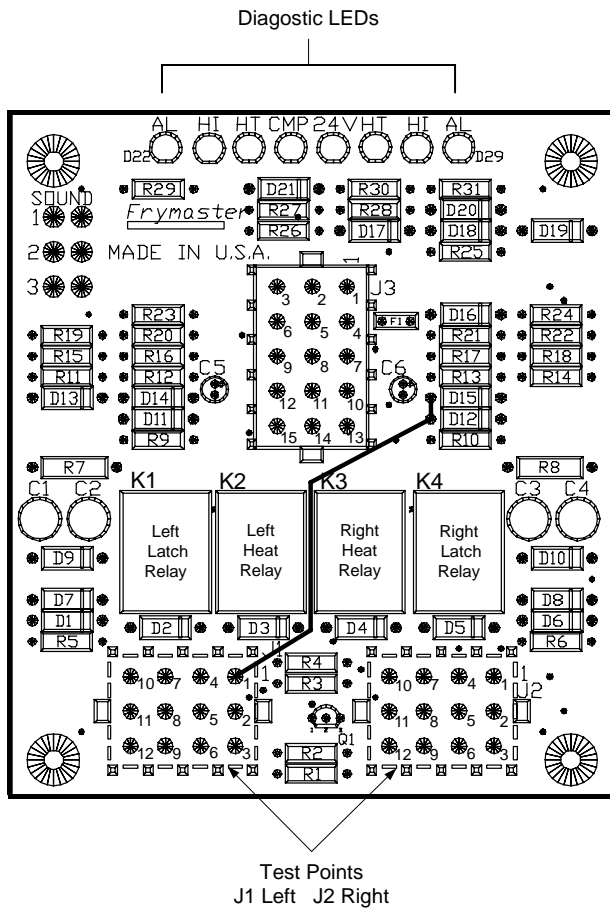 Diagostic LEDs
AL HI HT CMP 24V HT HI AL
D22 D29
SOUND
1
2
3
R29 D21 R30 R31
R27 R28 D20
R26 D17 D18 D19
R25
Frymaster
MADE IN U.S.A.
1
J3
3 2 1
6 5 4
9 8 7
12 11 10
15 14 13
F1
R23 D16 R24
R19 R20 R21 R22
R15 R16 R17 R18
R11 R12 R13 R14
D13 D14 D15
D11 D12
R9 R10
C5 C6
R7 R8
C1 C2 C3 C4
K1 K2 K3 K4
Left Latch Relay
Left Heat Relay
Right Heat Relay
Right Latch Relay
D9 D10
D7 D8
D1 D6
R5 R6
D2 D3 D4 D5
J1
1
10 7 4 1
11 8 5 2
12 9 6 3
R4
R3
Q1
1 2 3
R2
R1
1
J2
10 7 4 1
11 8 5 2
12 9 6 3
Test Points
J1 Left J2 Right